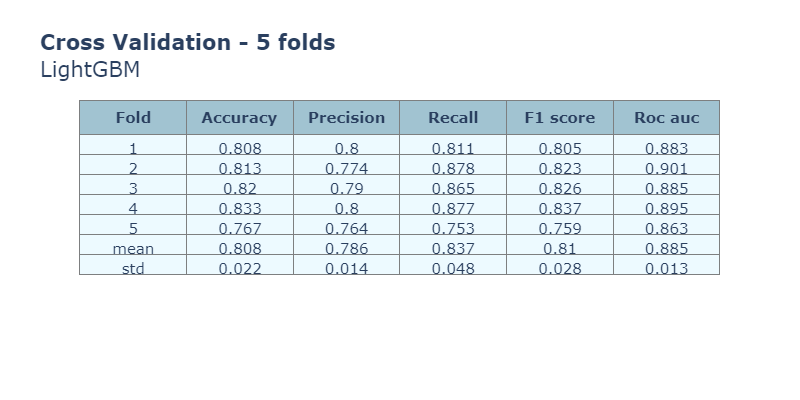 Cross Validation - 5 folds
LightGBM
Fold Accuracy Precision Recall F1 score Roc auc
1 0.808 0.8 0.811 0.805 0.883
2 0.813 0.774 0.878 0.823 0.901
3 0.82 0.79 0.865 0.826 0.885
4 0.833 0.8 0.877 0.837 0.895
5 0.767 0.764 0.753 0.759 0.863
mean 0.808 0.786 0.837 0.81 0.885
std 0.022 0.014 0.048 0.028 0.013